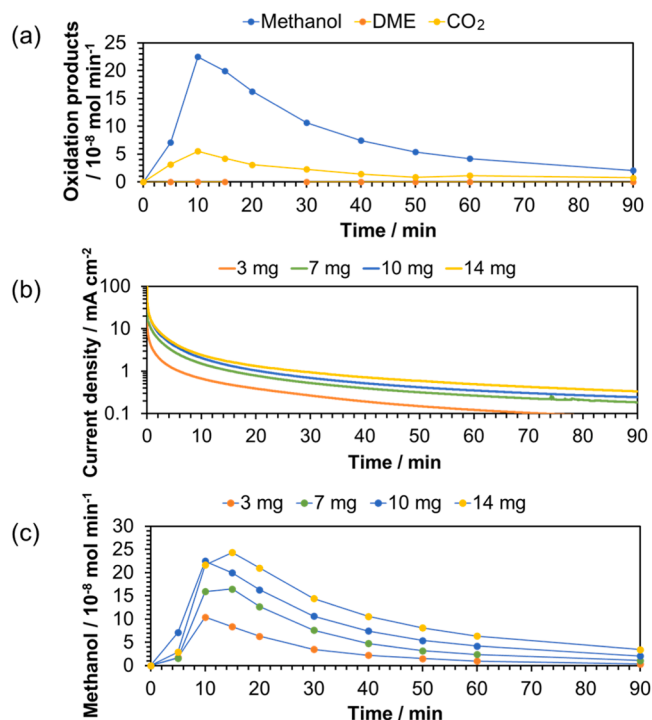 (a)
Methanol DME CO₂
Oxidation products / 10⁻⁸ mol min⁻¹
25
20
15
10
5
0
0 10 20 30 40 50 60 70 80 90
Time / min
(b)
3 mg 7 mg 10 mg 14 mg
Current density / mA cm⁻²
100
10
1
0.1
0 10 20 30 40 50 60 70 80 90
Time / min
(c)
3 mg 7 mg 10 mg 14 mg
Methanol / 10⁻⁸ mol min⁻¹
30
25
20
15
10
5
0
0 10 20 30 40 50 60 70 80 90
Time / min